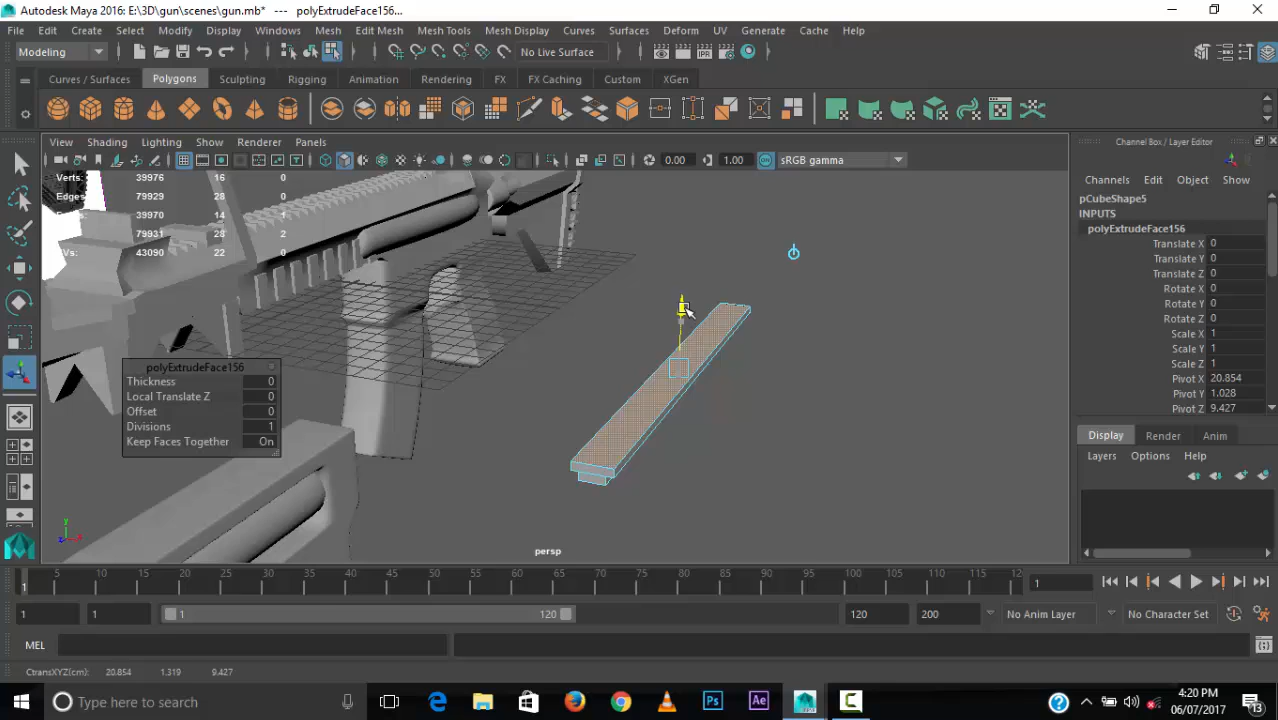 Autodesk Maya 2016: E:\3D\gun\scenes\gun.mb* --- polyExtrudeFace156...
File Edit Create Select Modify Display Windows Mesh Edit Mesh Mesh Tools Mesh Display Curves Surfaces Deform UV Generate Cache Help
Modeling No Live Surface
Curves / Surfaces Polygons Sculpting Rigging Animation Rendering FX FX Caching Custom XGen
View Shading Lighting Show Renderer Panels
0.00 1.00 sRGB gamma
Channel Box / Layer Editor
Channels Edit Object Show
Verts: 39976 16 0
Edges: 79929 28 0
39970 14 1
79931 28 2
43090 22 0
pCubeShape5
INPUTS
polyExtrudeFace156
Translate X 0
Translate Y 0
Translate Z 0
Rotate X 0
Rotate Y 0
Rotate Z 0
Scale X 1
Scale Y 1
Scale Z 1
Pivot X 20.854
Pivot Y 1.028
Pivot Z 9.427
polyExtrudeFace156
Thickness 0
Local Translate Z 0
Offset 0
Divisions 1
Keep Faces Together On
Display Render Anim
Layers Options Help
y
persp
1 5 10 15 20 25 30 35 40 45 50 55 60 65 70 75 80 85 90 95 100 105 110 115 12 1
1 1 1 120 120 200 No Anim Layer No Character Set
MEL
CtransXYZ(cm): 20.854 1.319 9.427
Type here to search
Ps Ae
4:20 PM
06/07/2017
13